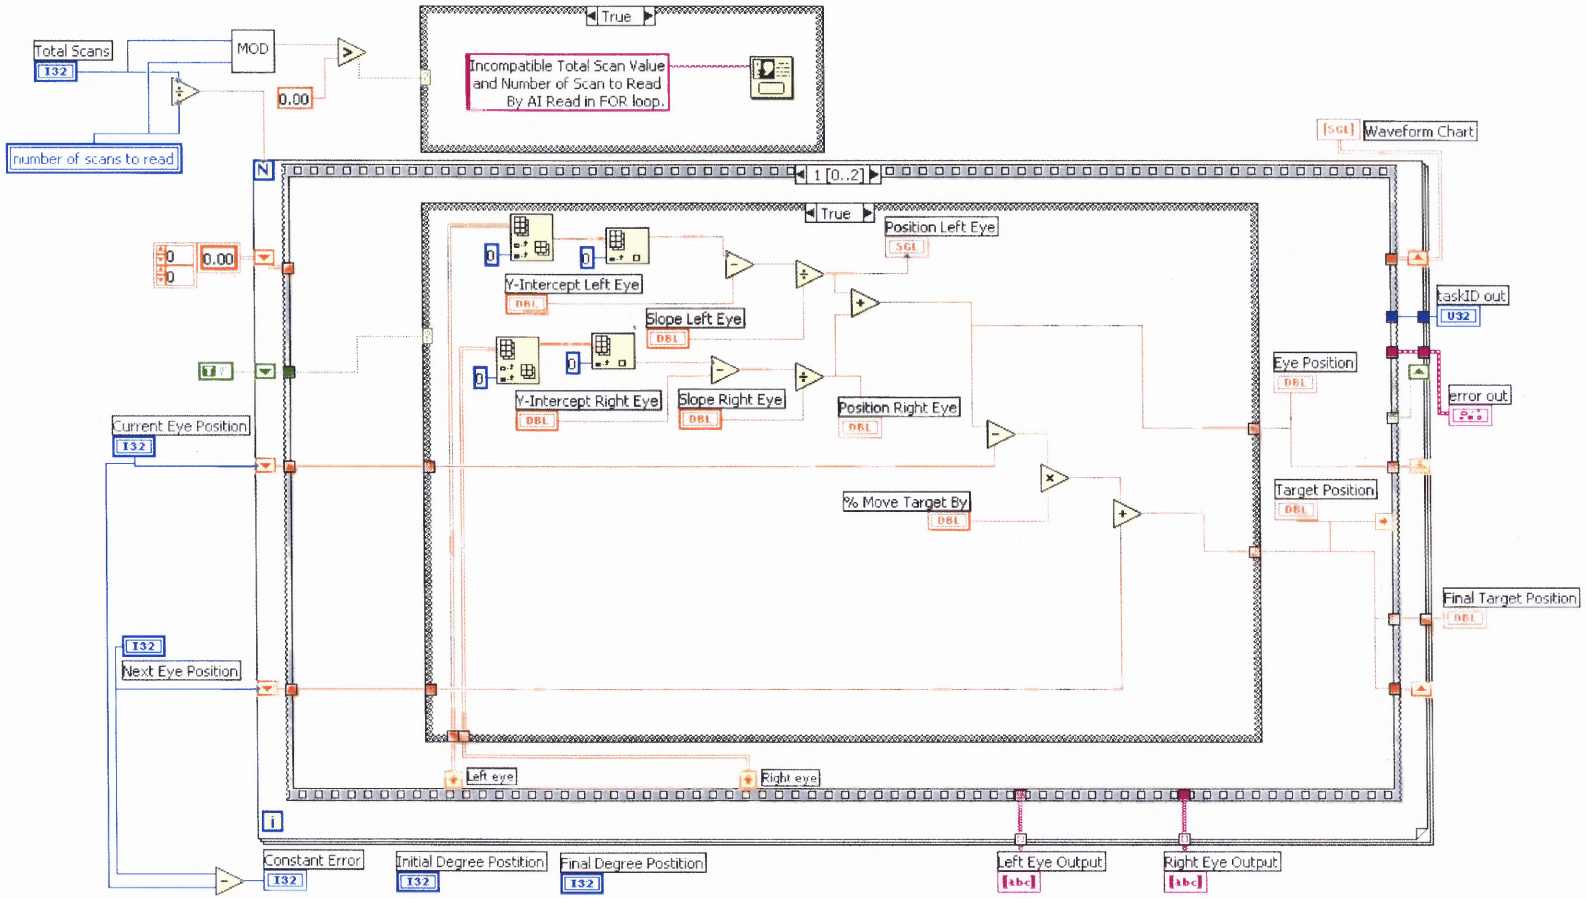 True
Total Scans
I32
MOD
>
Incompatible Total Scan Value
and Number of Scan to Read
By AI Read in FOR loop.
÷
0.00
number of scans to read
[SGL]
Waveform Chart
N
1 [0..2]
True
0
0.00
0
0
0
Position Left Eye
SGL
Y-Intercept Left Eye
DBL
-
÷
+
Slope Left Eye
DBL
taskID out
U32
0
0
T
F
Y-Intercept Right Eye
DBL
Slope Right Eye
DBL
-
÷
Position Right Eye
DBL
Eye Position
DBL
error out
Current Eye Position
I32
-
x
% Move Target By
DBL
+
Target Position
DBL
Final Target Position
DBL
I32
Next Eye Position
Left eye
Right eye
i
Constant Error
I32
-
Initial Degree Postition
I32
Final Degree Postition
I32
Left Eye Output
[abc]
Right Eye Output
[abc]